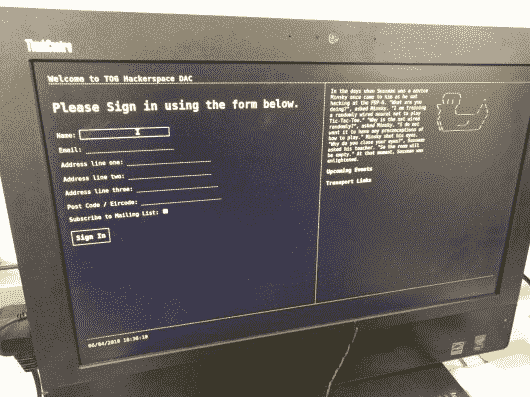 ThinkCentre
Welcome to TOG Hackerspace DAC
Please Sign in using the form below.
Name:
Email:
Address line one:
Address line two:
Address line three:
Post Code / Eircode:
Subscribe to Mailing List:
Sign In
In the days when Sussman was a novice
Minsky once came to him as he sat
hacking at the PDP-6. "What are you
doing?", asked Minsky. "I am training
a randomly wired neural net to play
Tic-Tac-Toe." "Why is the net wired
randomly?", asked Minsky. "I do not
want it to have any preconceptions of
how to play." Minsky shut his eyes.
"Why do you close your eyes?", Sussman
asked his teacher. "So the room will
be empty." At that moment, Sussman was
enlightened.
Upcoming Events
Transport Links